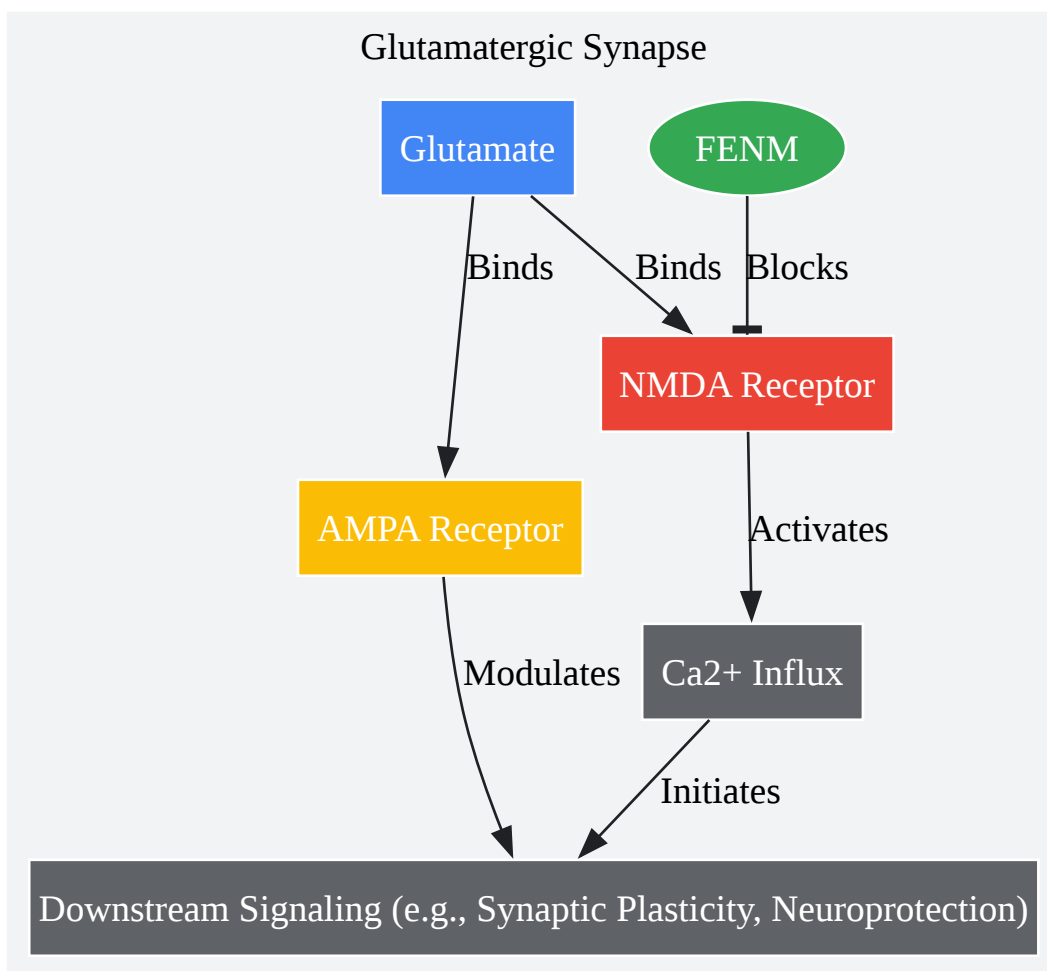 Glutamatergic Synapse
Glutamate
FENM
Binds
Binds
Blocks
NMDA Receptor
AMPA Receptor
Activates
Modulates
Ca2+ Influx
Initiates
Downstream Signaling (e.g., Synaptic Plasticity, Neuroprotection)